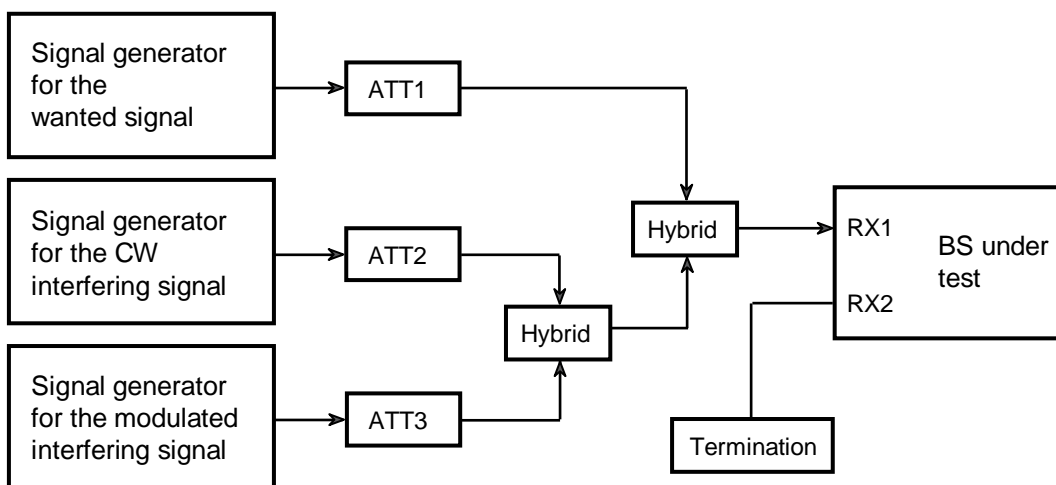 Signal generator
for the
wanted signal
ATT1
Signal generator
for the CW
interfering signal
ATT2
Hybrid
Hybrid
RX1
BS under
test
RX2
Signal generator
for the modulated
interfering signal
ATT3
Termination